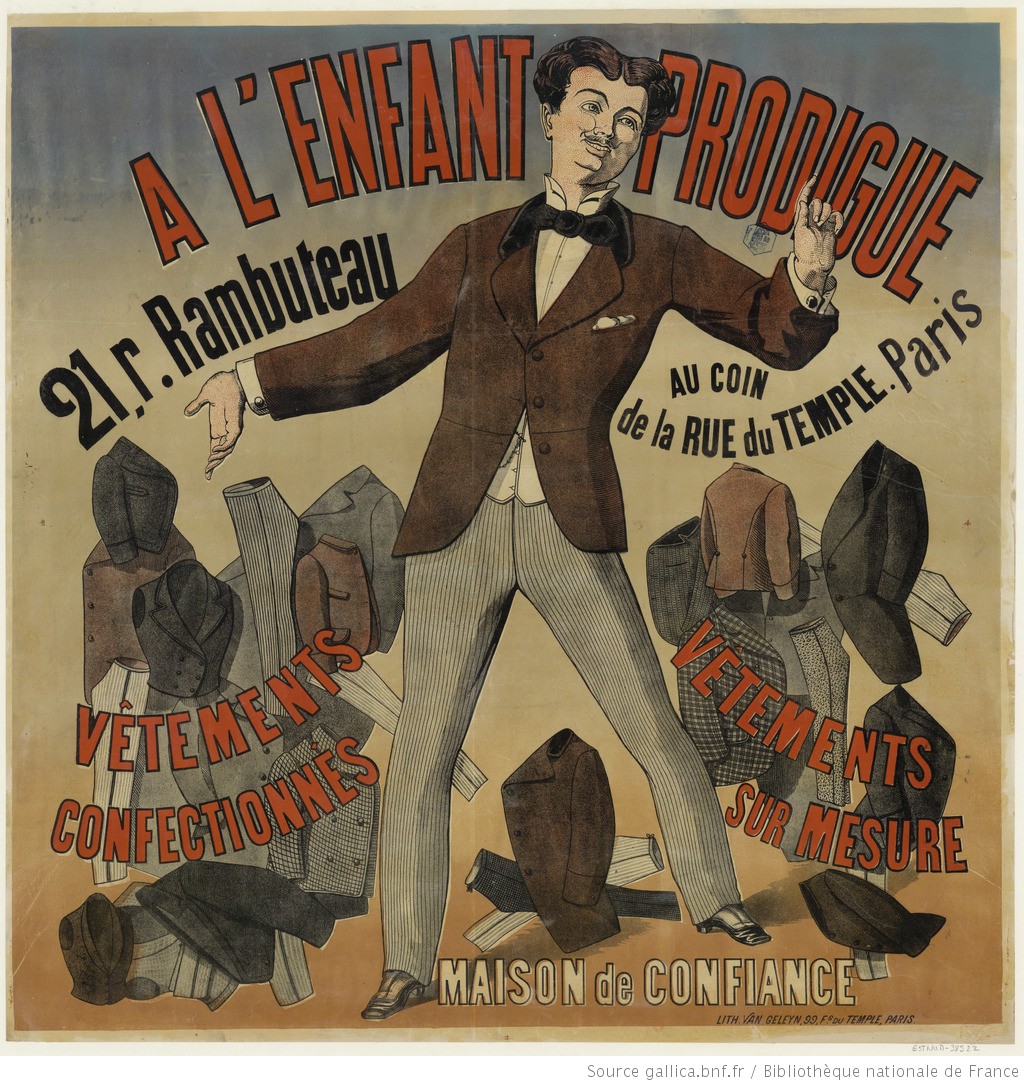 A L'ENFANT PRODIGUE
21, r. Rambuteau
AU COIN
de la RUE du TEMPLE. Paris
VÊTEMENTS
CONFECTIONNÉS
VETEMENTS
SUR MESURE
MAISON de CONFIANCE
LITH. VAN GELEYN, 99, Fg DU TEMPLE, PARIS.
Source gallica.bnf.fr / Bibliothèque nationale de France